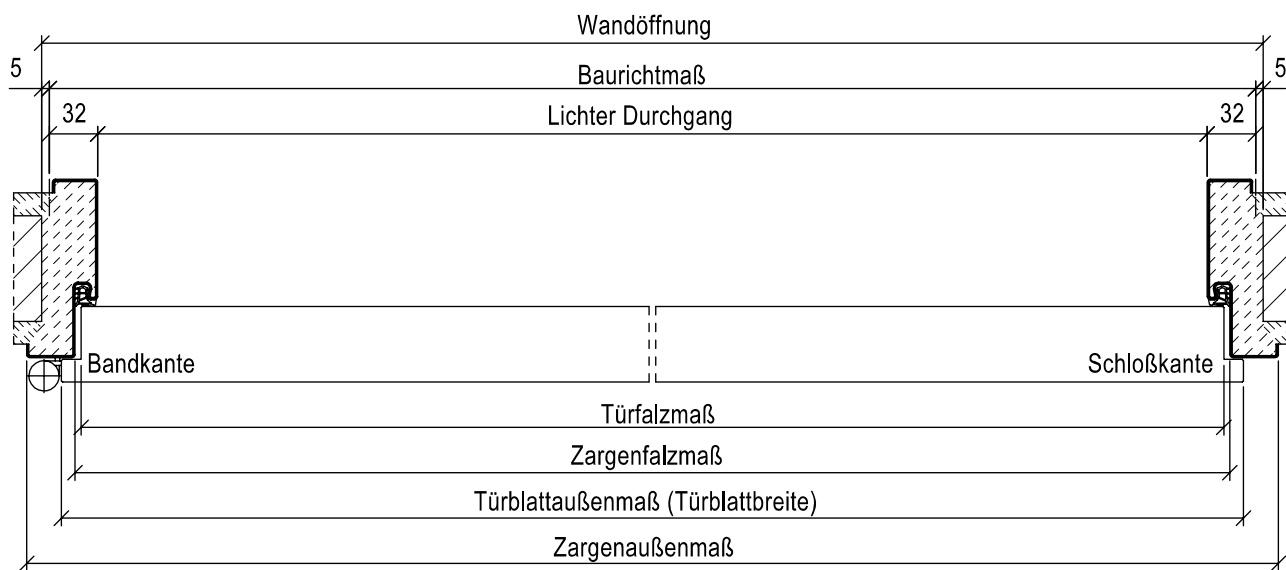 Wandöffnung
5
Baurichtmaß
5
32
Lichter Durchgang
32
Bandkante
Schloßkante
Türfalzmaß
Zargenfalzmaß
Türblattaußenmaß (Türblattbreite)
Zargenaußenmaß